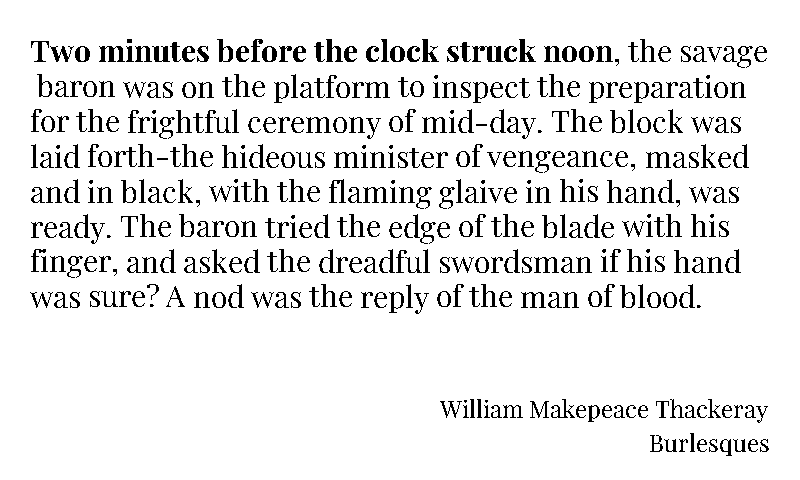 Two minutes before the clock struck noon, the savage
baron was on the platform to inspect the preparation
for the frightful ceremony of mid-day. The block was
laid forth-the hideous minister of vengeance, masked
and in black, with the flaming glaive in his hand, was
ready. The baron tried the edge of the blade with his
finger, and asked the dreadful swordsman if his hand
was sure? A nod was the reply of the man of blood.
William Makepeace Thackeray
Burlesques